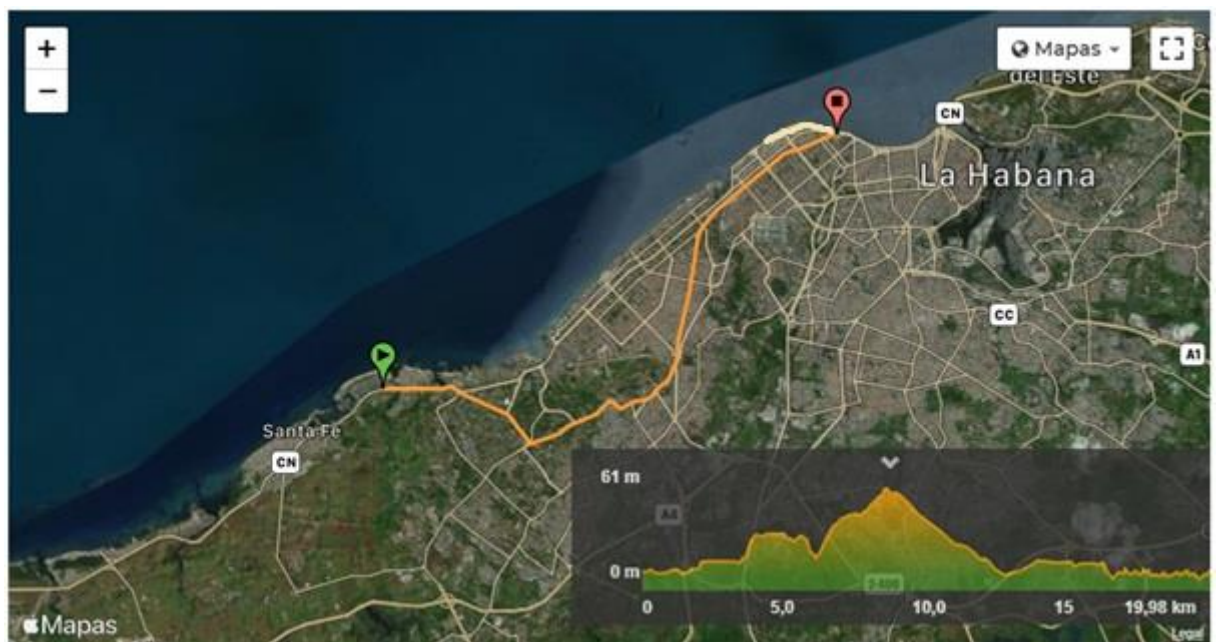 +
Mapas
del Este
CN
La Habana
CC
A1
Santa Fe
CN
61 m
A4
0 m
0 5,0 10,0 15 19,98 km
Mapas
Legal